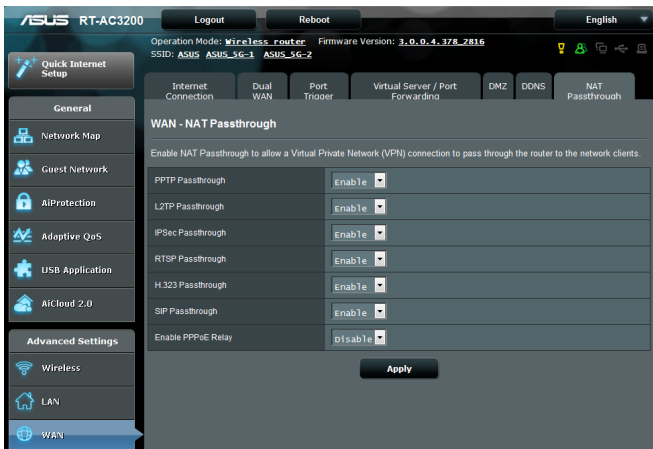 ASUS RT-AC3200 Logout Reboot English
Operation Mode: Wireless router Firmware Version: 3.0.0.4.378_2816
SSID: ASUS ASUS_5G-1 ASUS_5G-2
Quick Internet
Setup
General
Network Map
Guest Network
AiProtection
Adaptive QoS
USB Application
AiCloud 2.0
Advanced Settings
Wireless
LAN
WAN
Internet
Connection
Dual
WAN
Port
Trigger
Virtual Server / Port
Forwarding
DMZ
DDNS
NAT
Passthrough
WAN - NAT Passthrough
Enable NAT Passthrough to allow a Virtual Private Network (VPN) connection to pass through the router to the network clients.
PPTP Passthrough Enable
L2TP Passthrough Enable
IPSec Passthrough Enable
RTSP Passthrough Enable
H.323 Passthrough Enable
SIP Passthrough Enable
Enable PPPoE Relay Disable
Apply